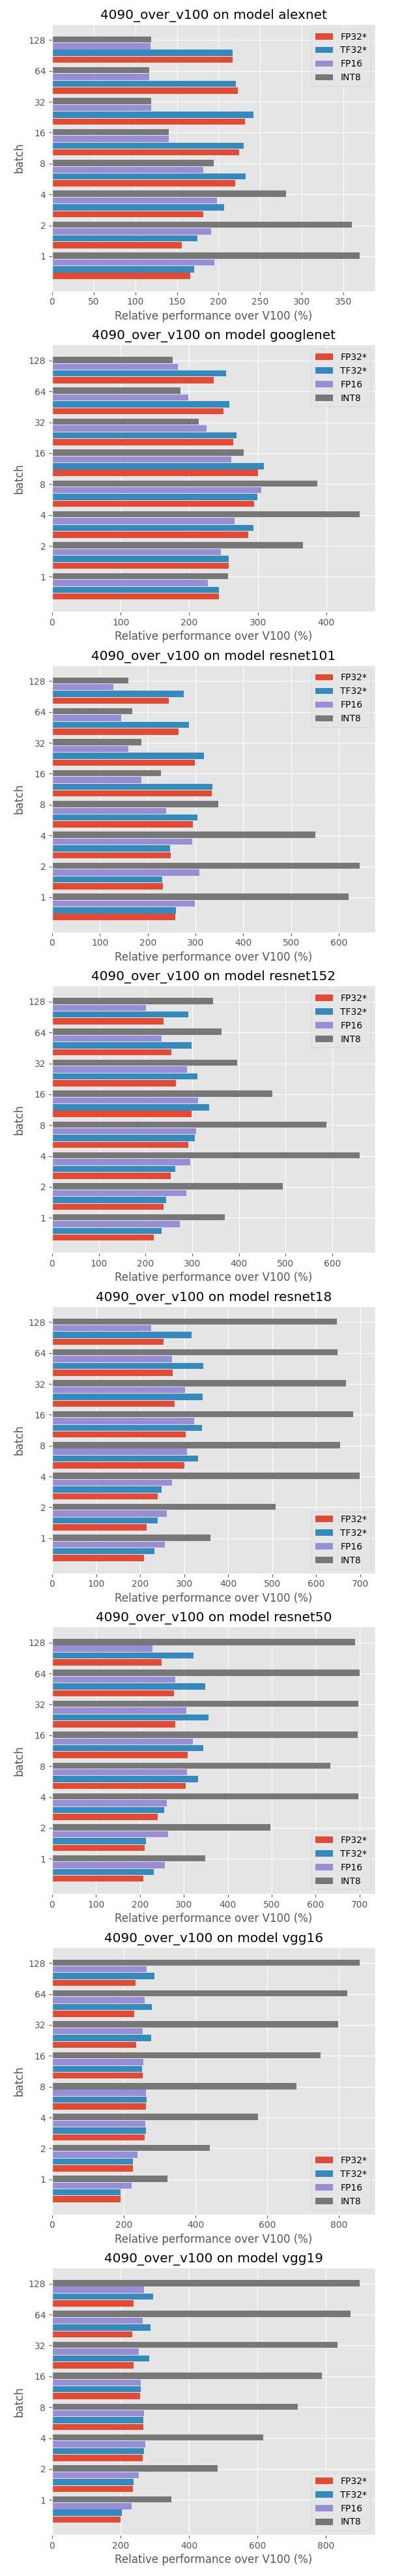 4090_over_v100 on model alexnet
FP32*
TF32*
FP16
INT8
128
64
32
16
8
4
2
1
batch
0 50 100 150 200 250 300 350
Relative performance over V100 (%)
4090_over_v100 on model googlenet
FP32*
TF32*
FP16
INT8
128
64
32
16
8
4
2
1
batch
0 100 200 300 400
Relative performance over V100 (%)
4090_over_v100 on model resnet101
FP32*
TF32*
FP16
INT8
128
64
32
16
8
4
2
1
batch
0 100 200 300 400 500 600
Relative performance over V100 (%)
4090_over_v100 on model resnet152
FP32*
TF32*
FP16
INT8
128
64
32
16
8
4
2
1
batch
0 100 200 300 400 500 600
Relative performance over V100 (%)
4090_over_v100 on model resnet18
128
64
32
16
8
4
2
1
batch
FP32*
TF32*
FP16
INT8
0 100 200 300 400 500 600 700
Relative performance over V100 (%)
4090_over_v100 on model resnet50
128
64
32
16
8
4
2
1
batch
FP32*
TF32*
FP16
INT8
0 100 200 300 400 500 600 700
Relative performance over V100 (%)
4090_over_v100 on model vgg16
128
64
32
16
8
4
2
1
batch
FP32*
TF32*
FP16
INT8
0 200 400 600 800
Relative performance over V100 (%)
4090_over_v100 on model vgg19
128
64
32
16
8
4
2
1
batch
FP32*
TF32*
FP16
INT8
0 200 400 600 800
Relative performance over V100 (%)